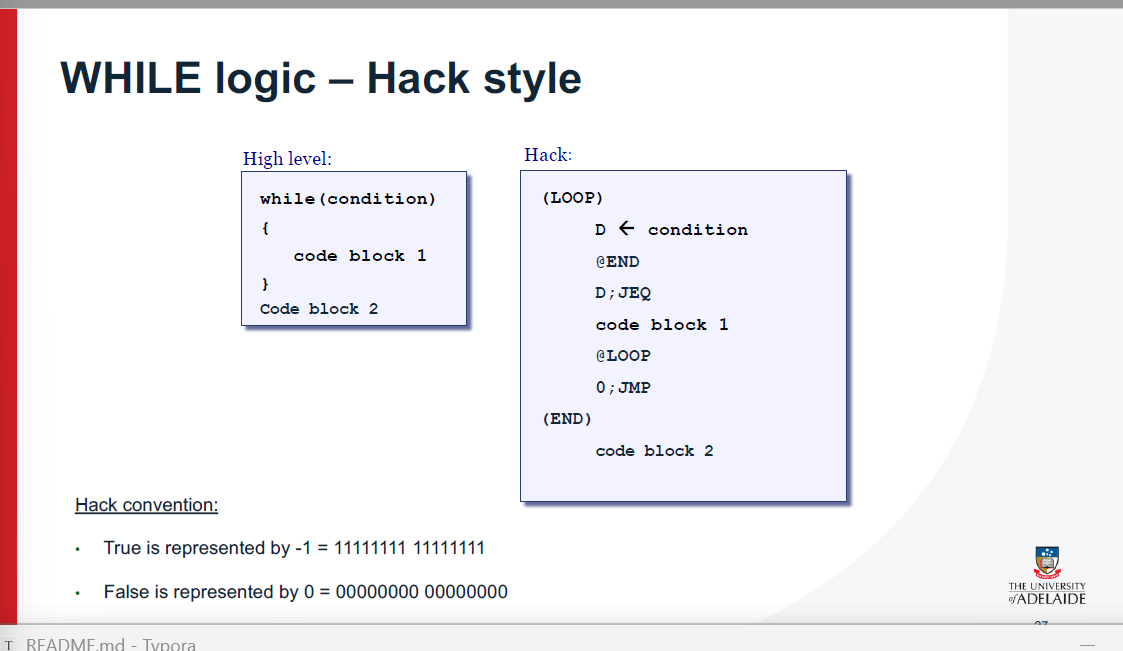 WHILE logic – Hack style
High level:
while(condition)
{
code block 1
}
Code block 2
Hack:
(LOOP)
D ← condition
@END
D;JEQ
code block 1
@LOOP
0;JMP
(END)
code block 2
Hack convention:
• True is represented by -1 = 11111111 11111111
• False is represented by 0 = 00000000 00000000
THE UNIVERSITY
of ADELAIDE
T README.md - Typora